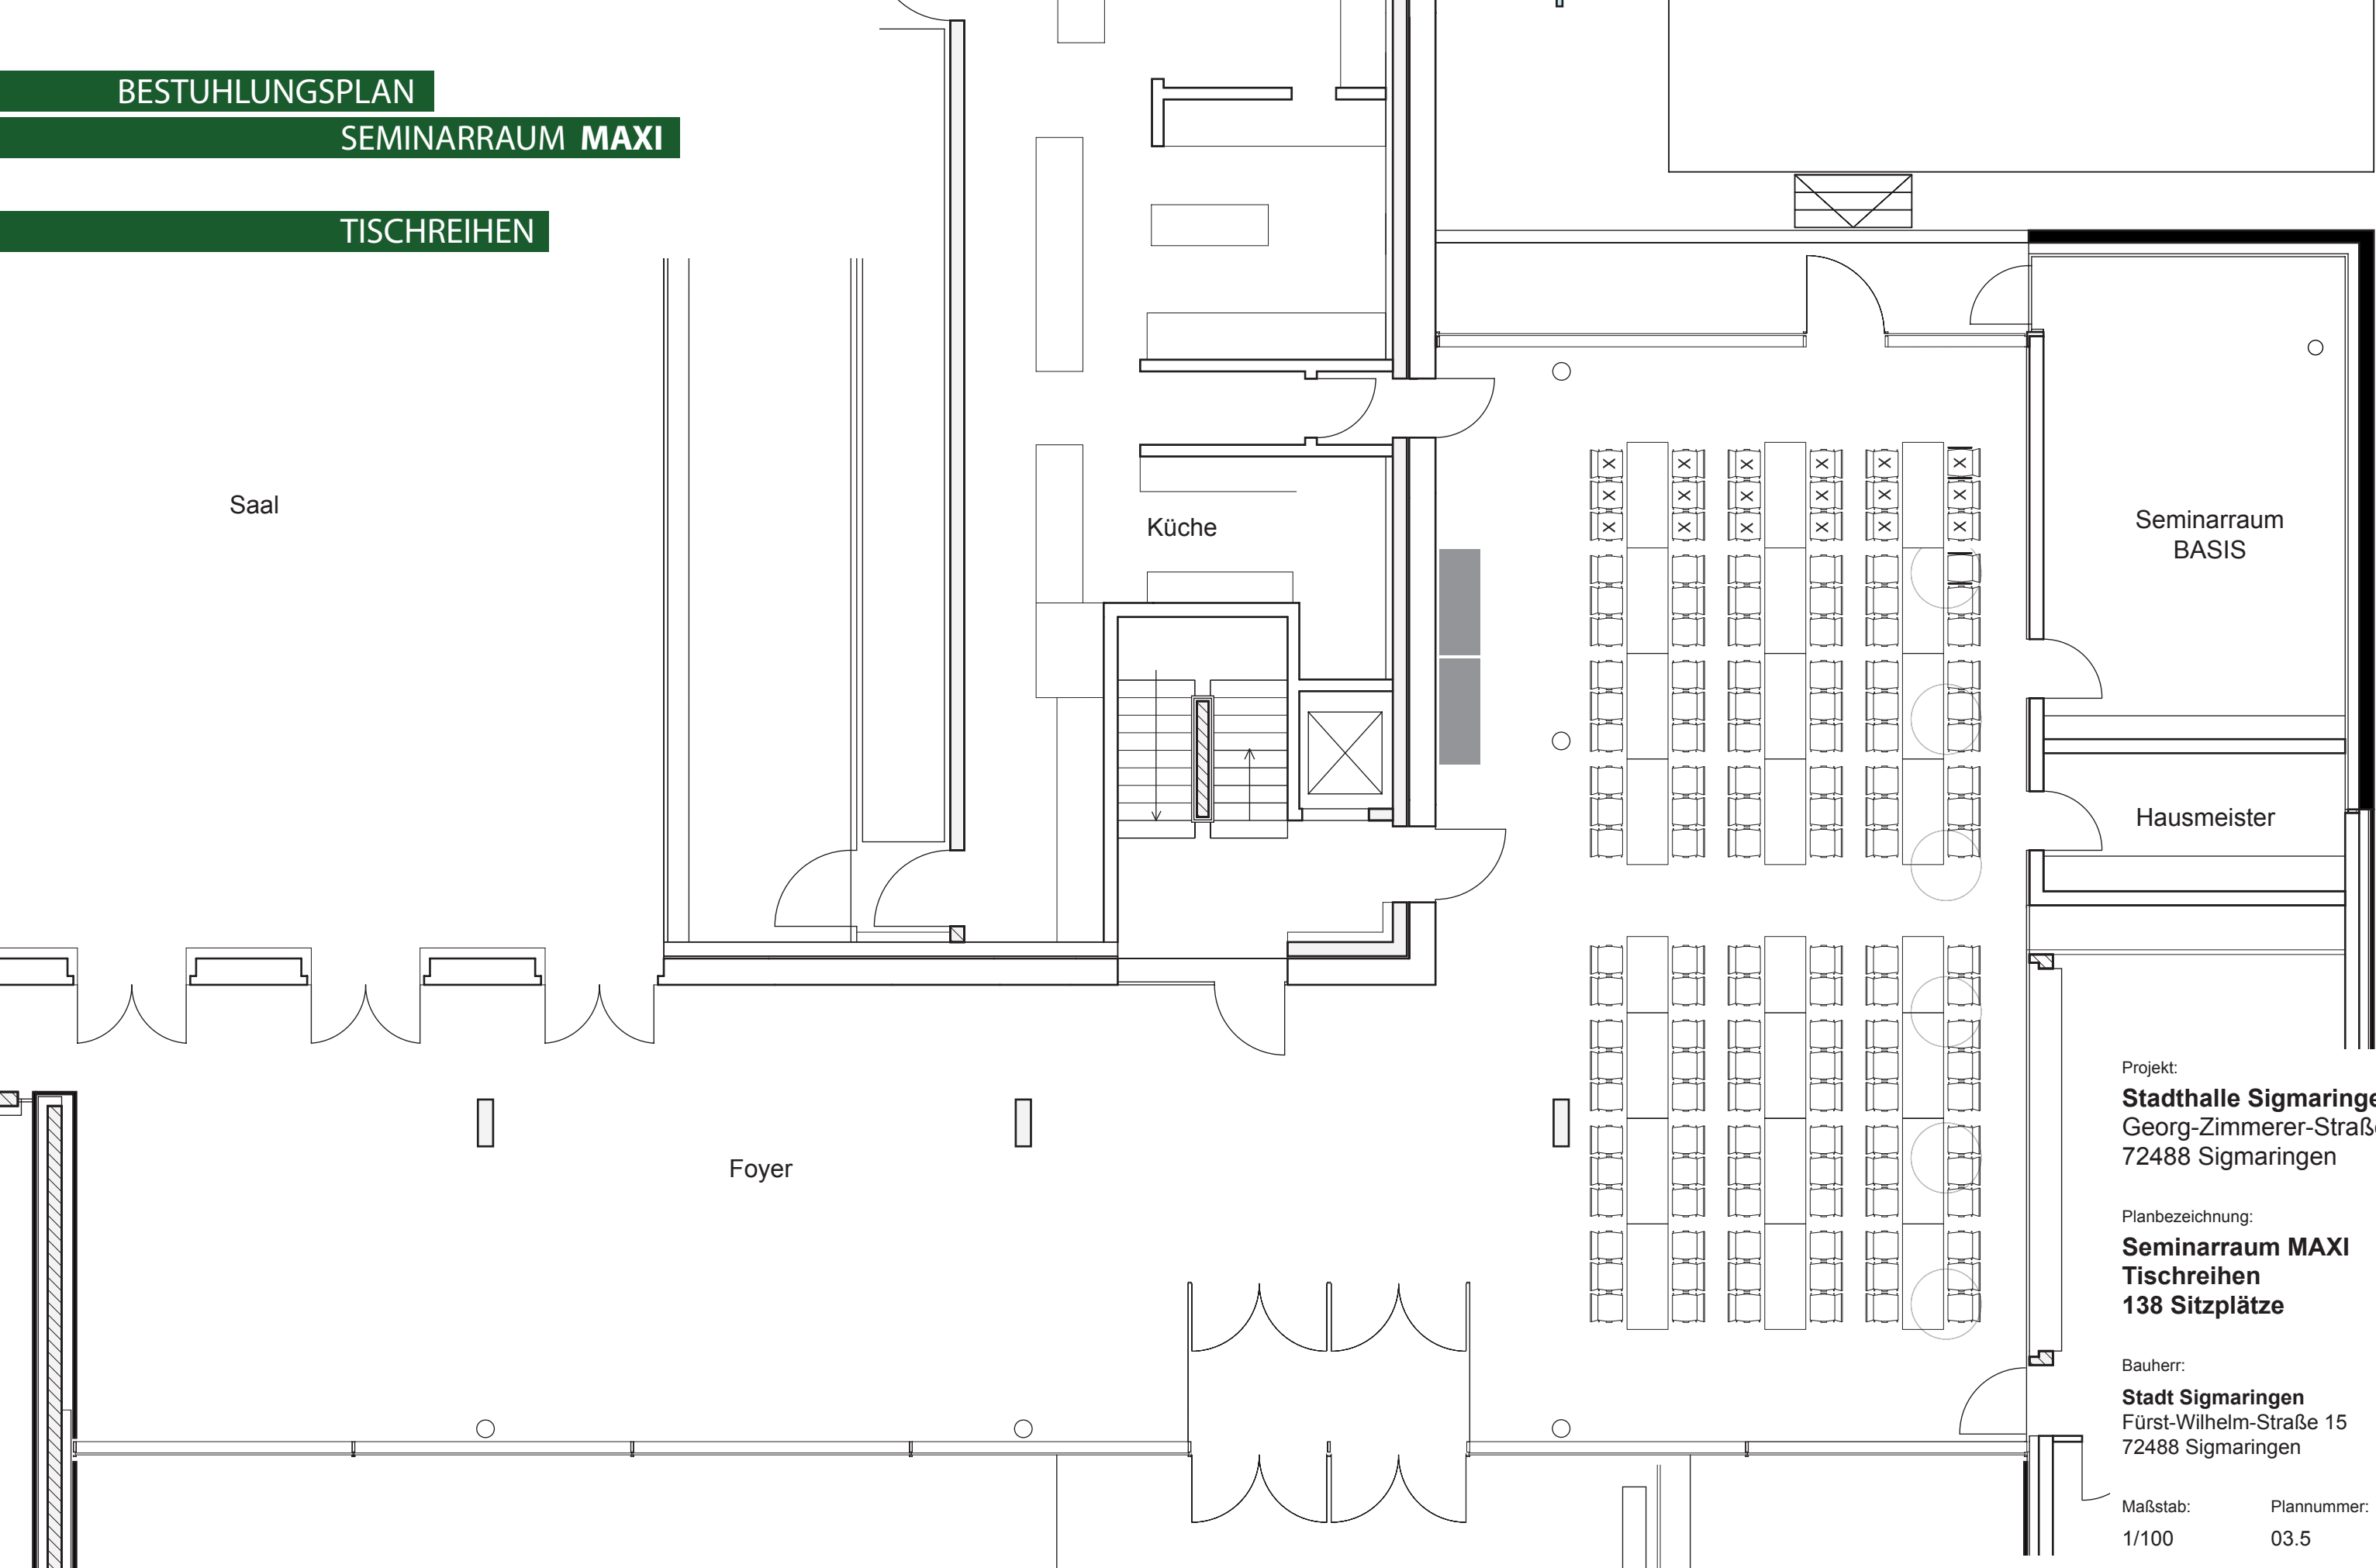 BESTUHLUNGSPLAN
SEMINARRAUM MAXI
TISCHREIHEN
Saal
Küche
X X X X X X
X X X X X X
X X X X X X
Seminarraum
BASIS
Hausmeister
Foyer
Projekt:
Stadthalle Sigmaringe
Georg-Zimmerer-Straß
72488 Sigmaringen
Planbezeichnung:
Seminarraum MAXI
Tischreihen
138 Sitzplätze
Bauherr:
Stadt Sigmaringen
Fürst-Wilhelm-Straße 15
72488 Sigmaringen
Maßstab: Plannummer:
1/100 03.5